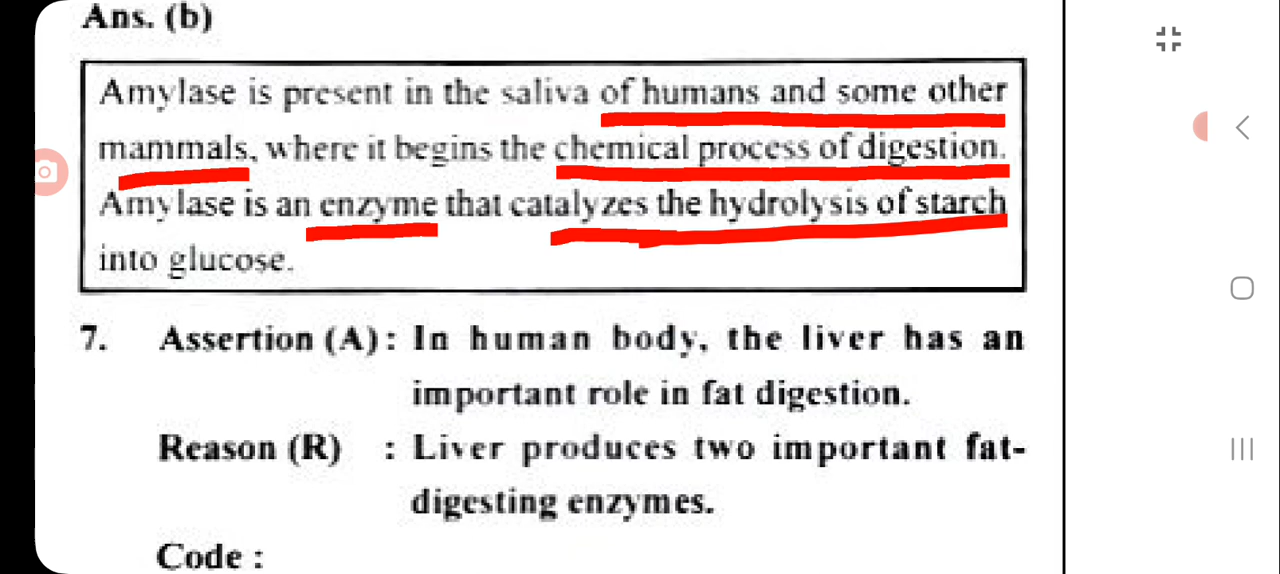 Ans. (b)
Amylase is present in the saliva of humans and some other
mammals, where it begins the chemical process of digestion.
Amylase is an enzyme that catalyzes the hydrolysis of starch
into glucose.
7. Assertion (A): In human body, the liver has an
important role in fat digestion.
Reason (R) : Liver produces two important fat-
digesting enzymes.
Code :